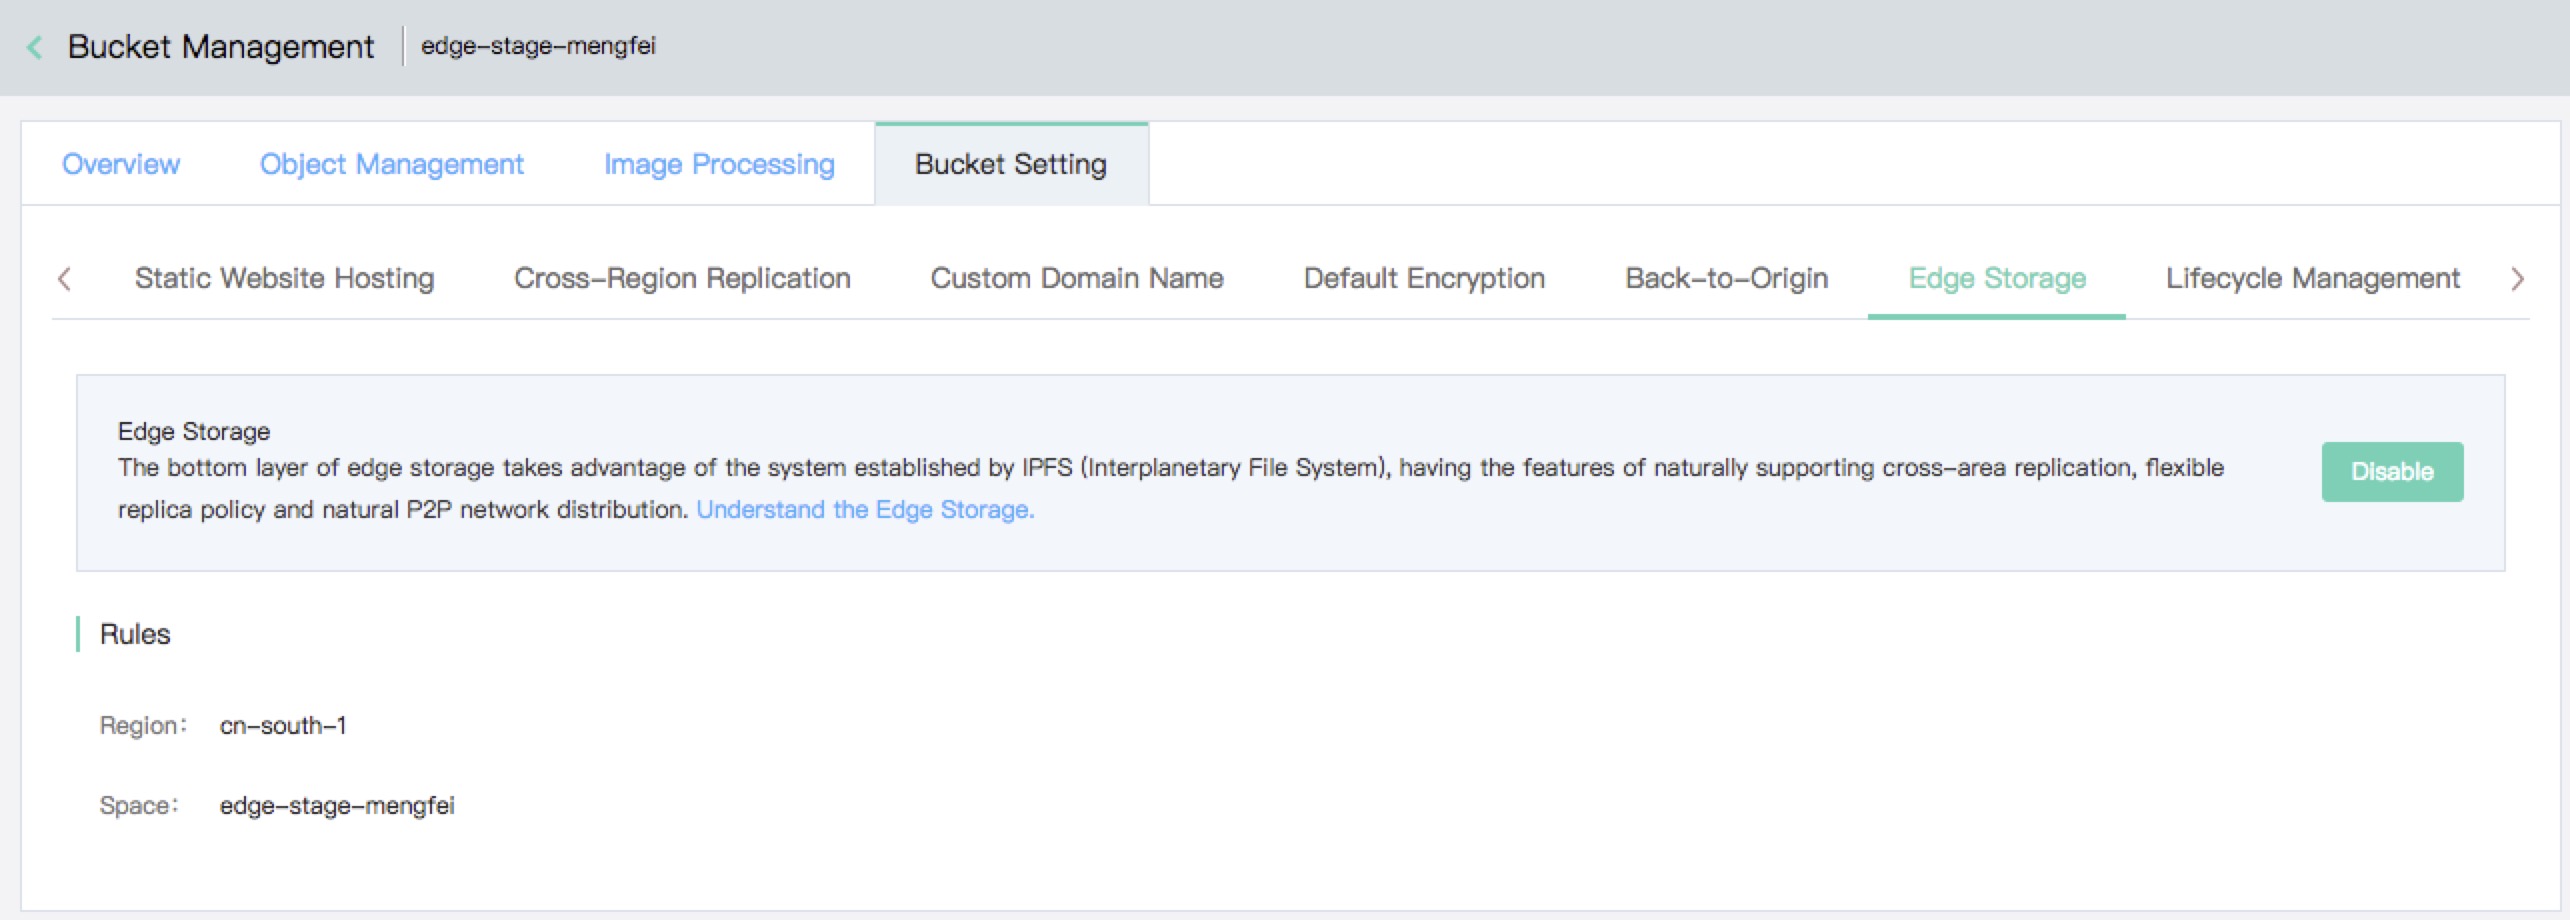 Bucket Management edge-stage-mengfei
Overview Object Management Image Processing Bucket Setting
Static Website Hosting Cross-Region Replication Custom Domain Name Default Encryption Back-to-Origin Edge Storage Lifecycle Management
Edge Storage
The bottom layer of edge storage takes advantage of the system established by IPFS (Interplanetary File System), having the features of naturally supporting cross-area replication, flexible
replica policy and natural P2P network distribution. Understand the Edge Storage.
Disable
Rules
Region: cn-south-1
Space: edge-stage-mengfei